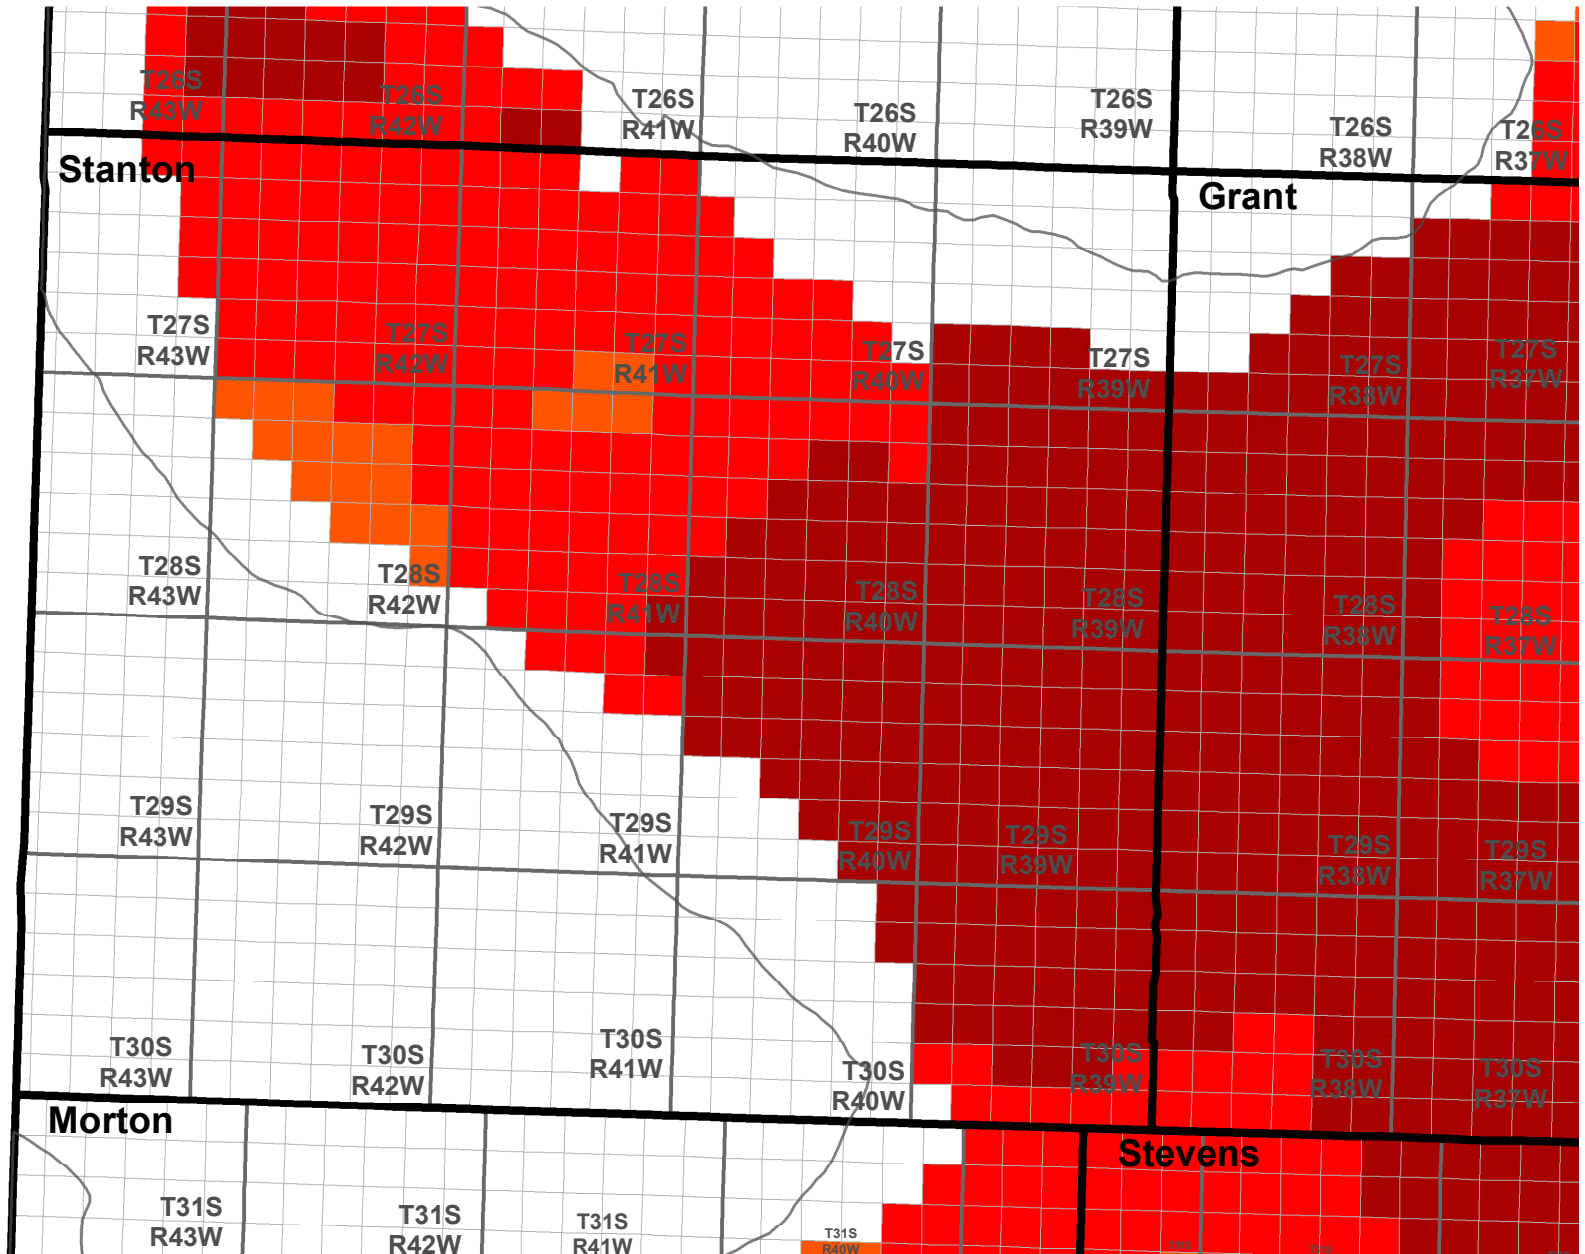 T26S
R43W
T26S
R42W
T26S
R41W
T26S
R40W
T26S
R39W
T26S
R38W
T26S
R37W
Stanton
Grant
T27S
R43W
T27S
R42W
T27S
R41W
T27S
R40W
T27S
R39W
T27S
R38W
T27S
R37W
T28S
R43W
T28S
R42W
T28S
R41W
T28S
R40W
T28S
R39W
T28S
R38W
T28S
R37W
T29S
R43W
T29S
R42W
T29S
R41W
T29S
R40W
T29S
R39W
T29S
R38W
T29S
R37W
T30S
R43W
T30S
R42W
T30S
R41W
T30S
R40W
T30S
R39W
T30S
R38W
T30S
R37W
Morton
Stevens
T31S
R43W
T31S
R42W
T31S
R41W
T31S
R40W